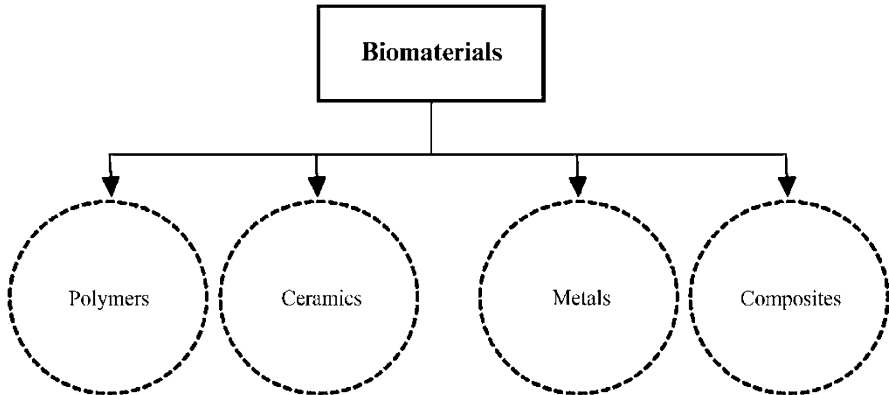 Biomaterials
Polymers
Ceramics
Metals
Composites